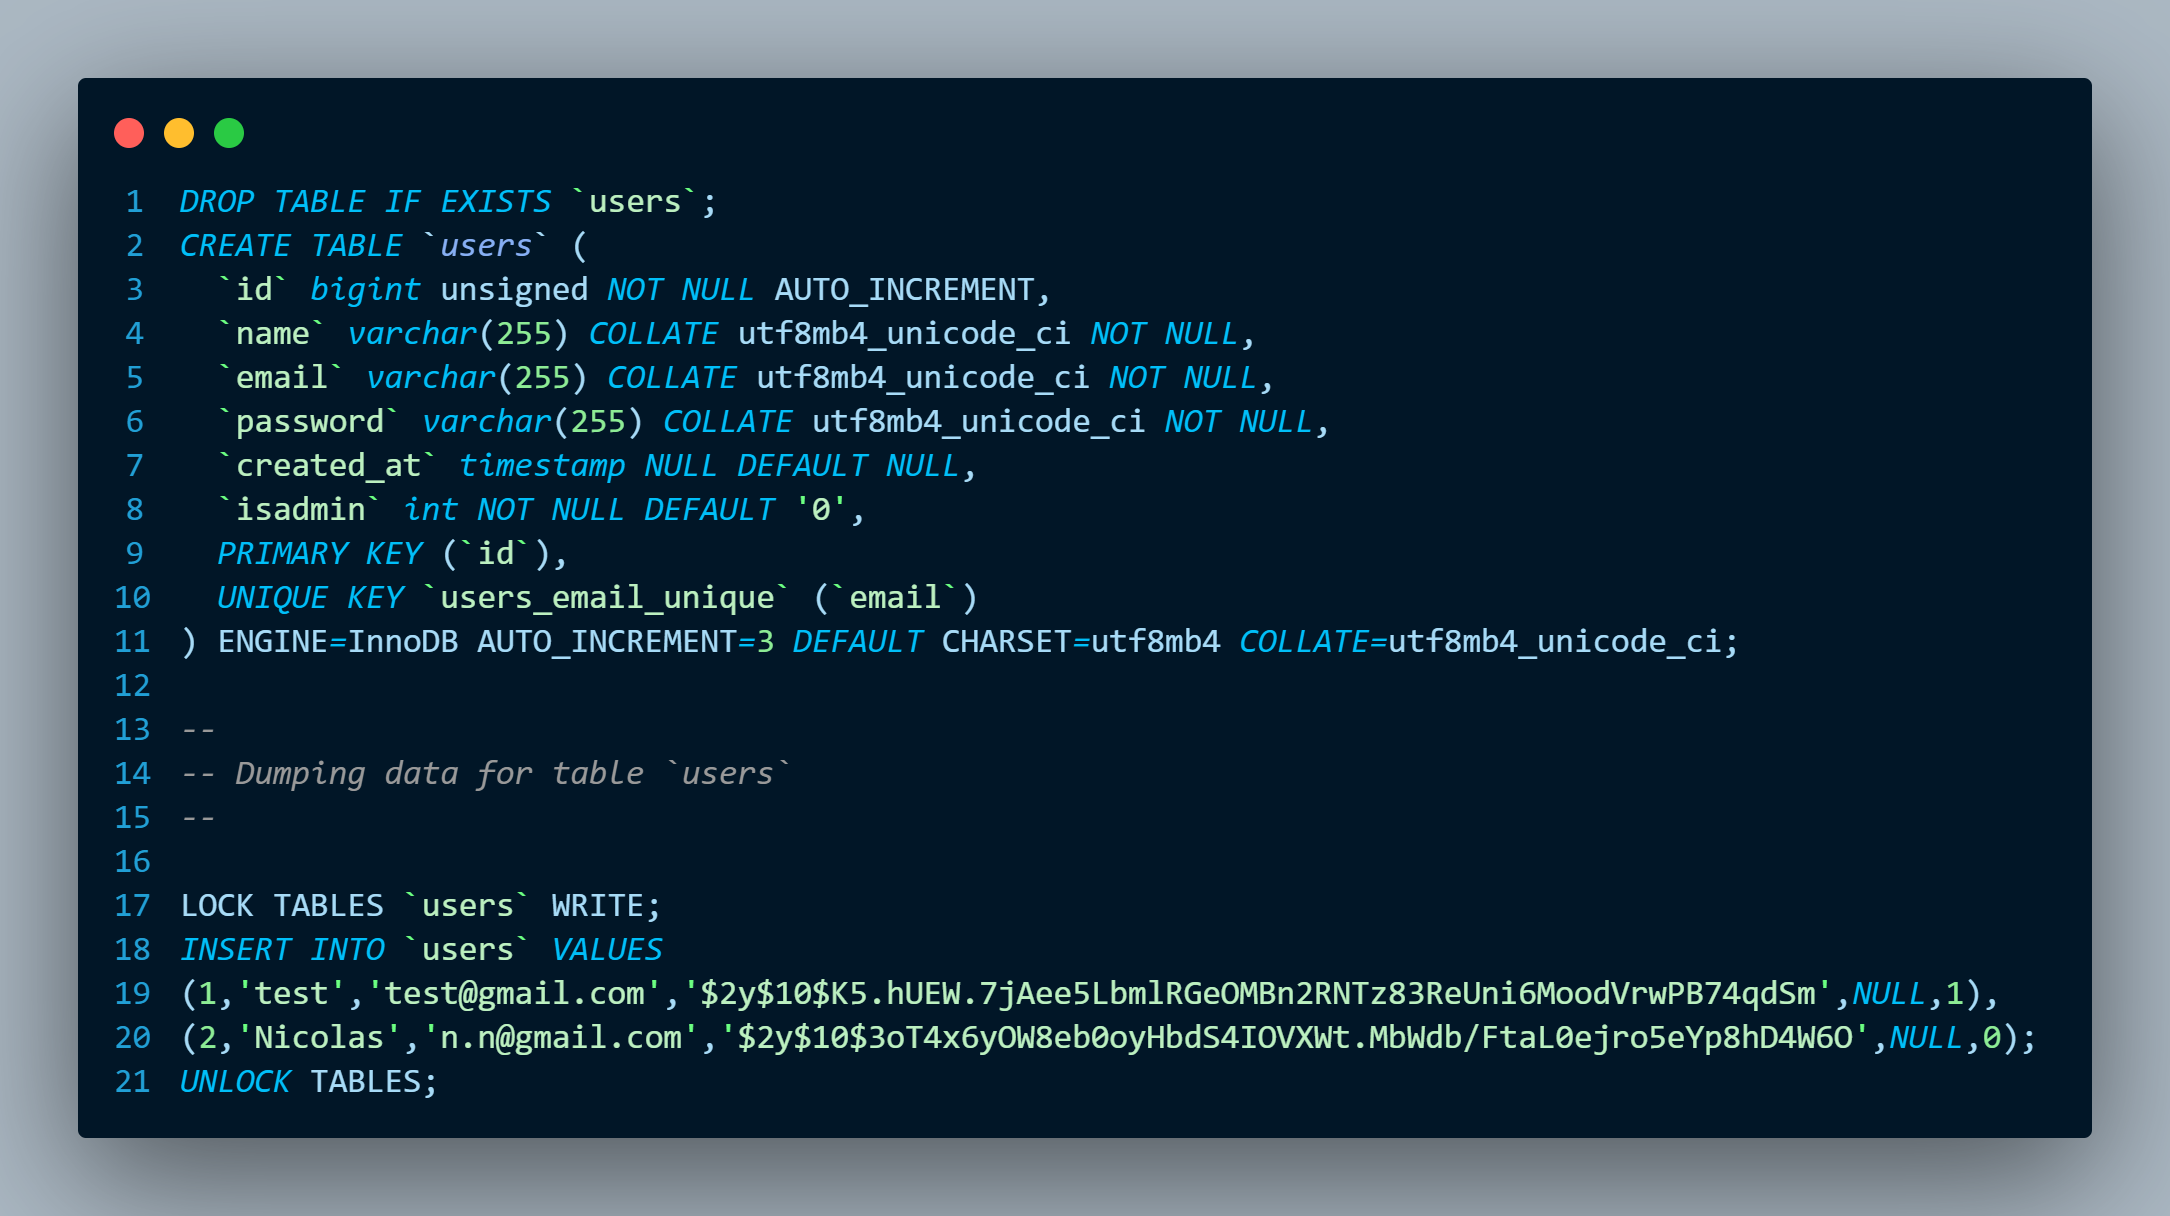 1 DROP TABLE IF EXISTS `users`;
2 CREATE TABLE `users` (
3   `id` bigint unsigned NOT NULL AUTO_INCREMENT,
4   `name` varchar(255) COLLATE utf8mb4_unicode_ci NOT NULL,
5   `email` varchar(255) COLLATE utf8mb4_unicode_ci NOT NULL,
6   `password` varchar(255) COLLATE utf8mb4_unicode_ci NOT NULL,
7   `created_at` timestamp NULL DEFAULT NULL,
8   `isadmin` int NOT NULL DEFAULT '0',
9   PRIMARY KEY (`id`),
10   UNIQUE KEY `users_email_unique` (`email`)
11 ) ENGINE=InnoDB AUTO_INCREMENT=3 DEFAULT CHARSET=utf8mb4 COLLATE=utf8mb4_unicode_ci;
12
13 --
14 -- Dumping data for table `users`
15 --
16
17 LOCK TABLES `users` WRITE;
18 INSERT INTO `users` VALUES
19 (1,'test','test@gmail.com','$2y$10$K5.hUEW.7jAee5LbmlRGeOMBn2RNTz83ReUni6MoodVrwPB74qdSm',NULL,1),
20 (2,'Nicolas','n.n@gmail.com','$2y$10$3oT4x6yOW8eb0oyHbdS4IOVXWt.MbWdb/FtaL0ejro5eYp8hD4W6O',NULL,0);
21 UNLOCK TABLES;